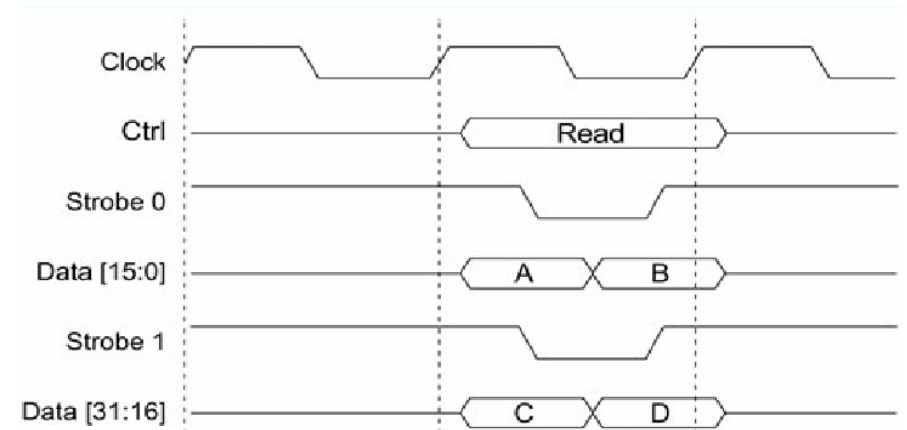 Clock
Ctrl Read
Strobe 0
Data [15:0] A B
Strobe 1
Data [31:16] C D